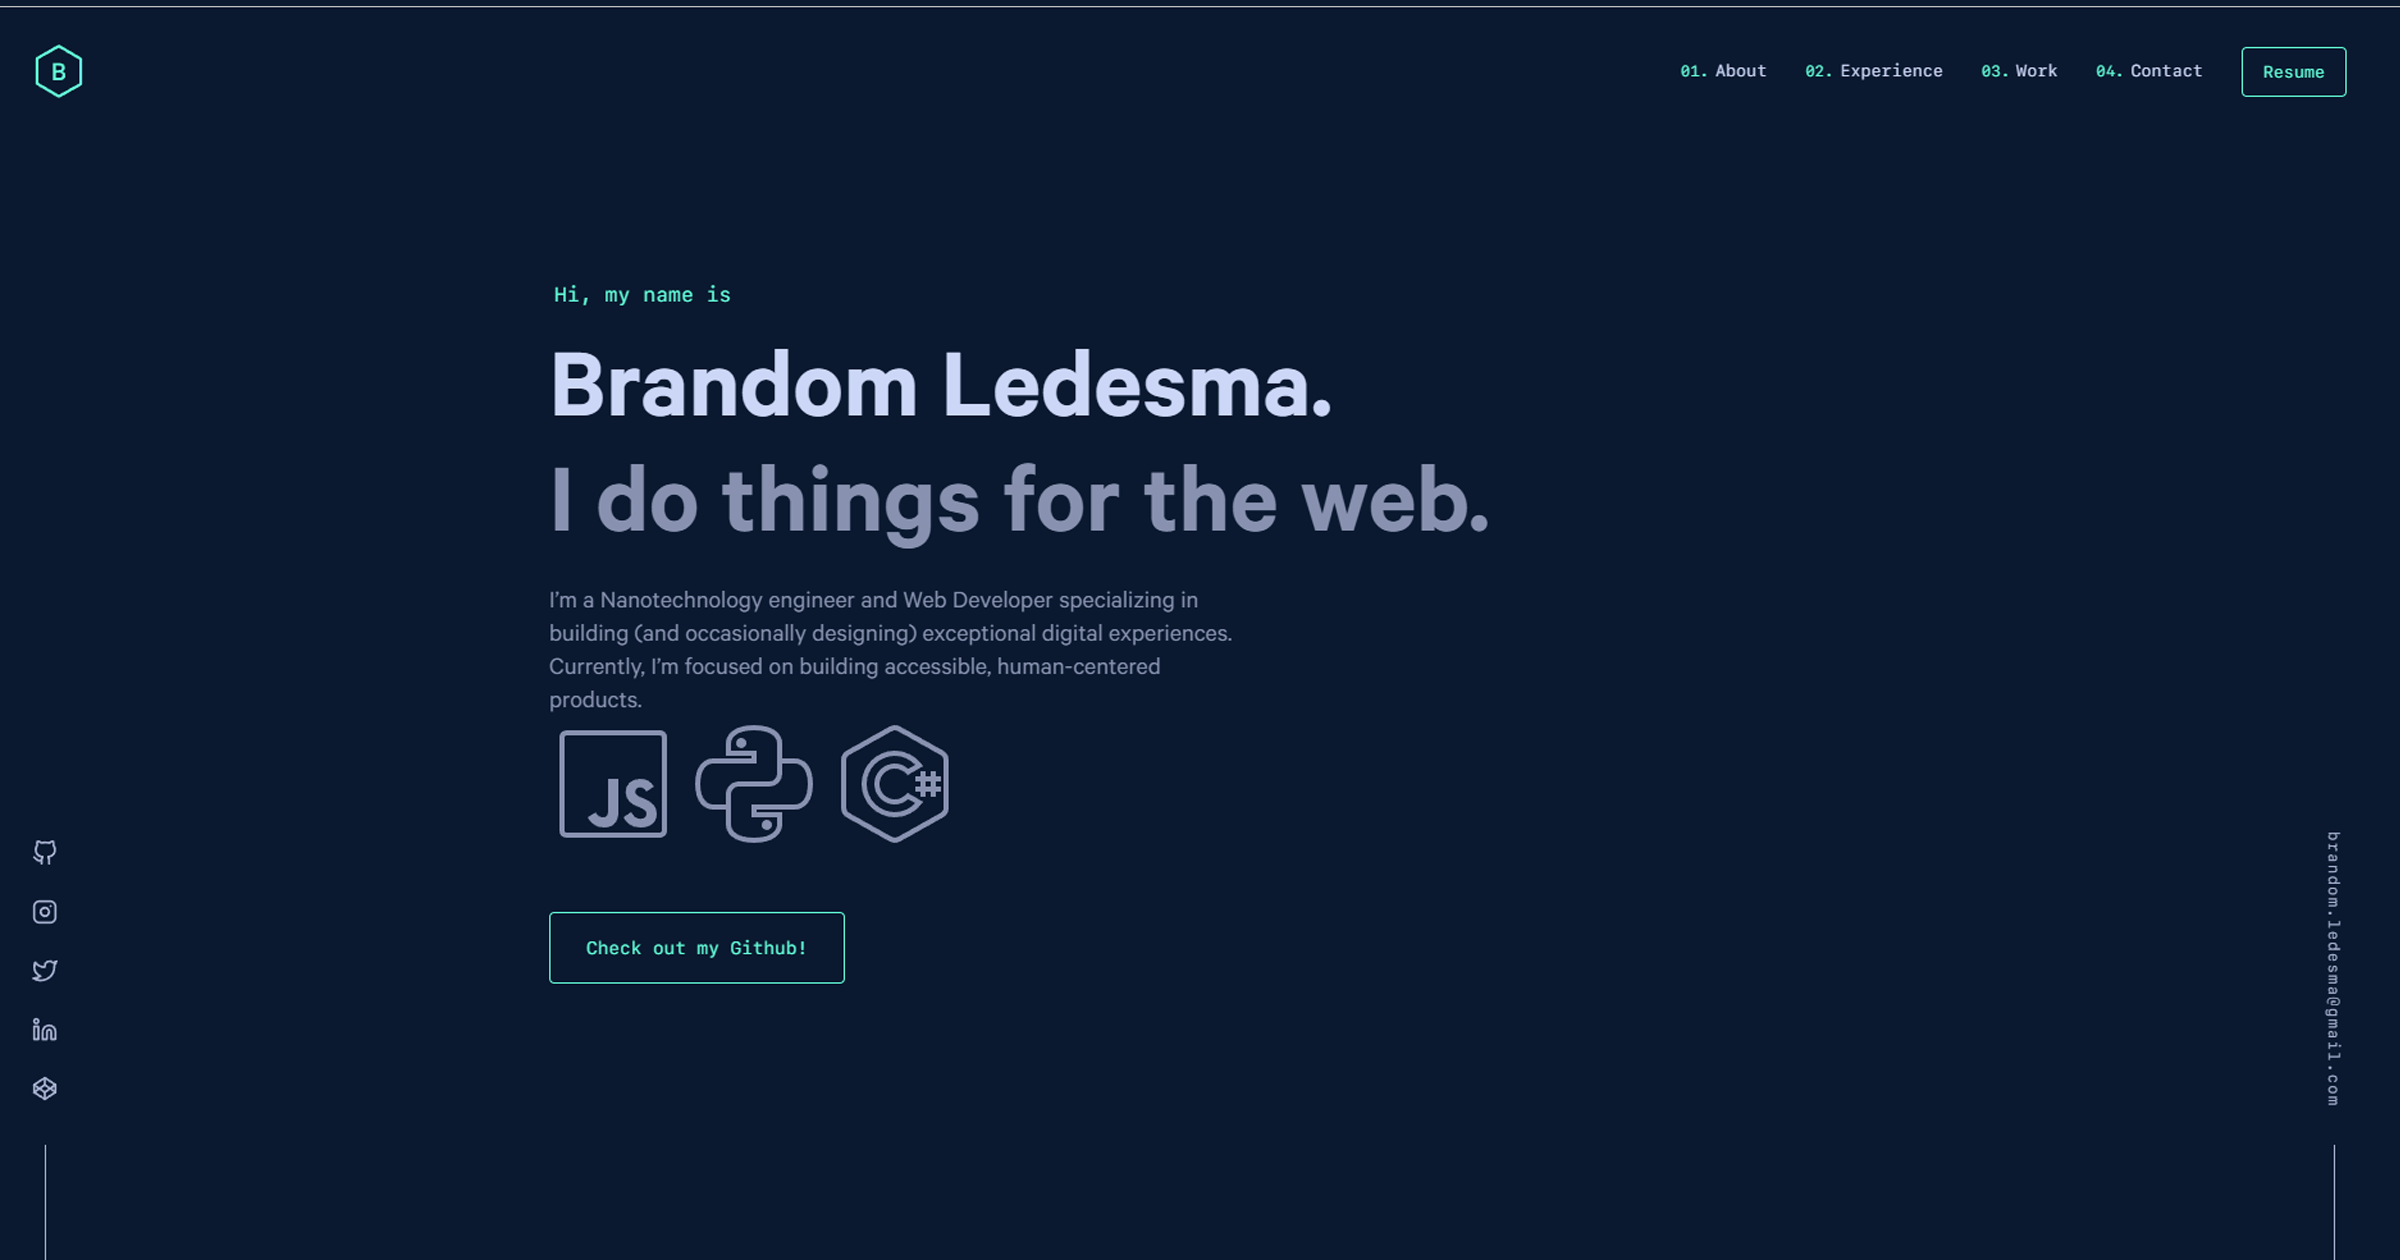 B
01. About 02. Experience 03. Work 04. Contact Resume
Hi, my name is
Brandom Ledesma.
I do things for the web.
I'm a Nanotechnology engineer and Web Developer specializing in
building (and occasionally designing) exceptional digital experiences.
Currently, I'm focused on building accessible, human-centered
products.
JS C#
Check out my Github!
in
brandom.ledesma@gmail.com